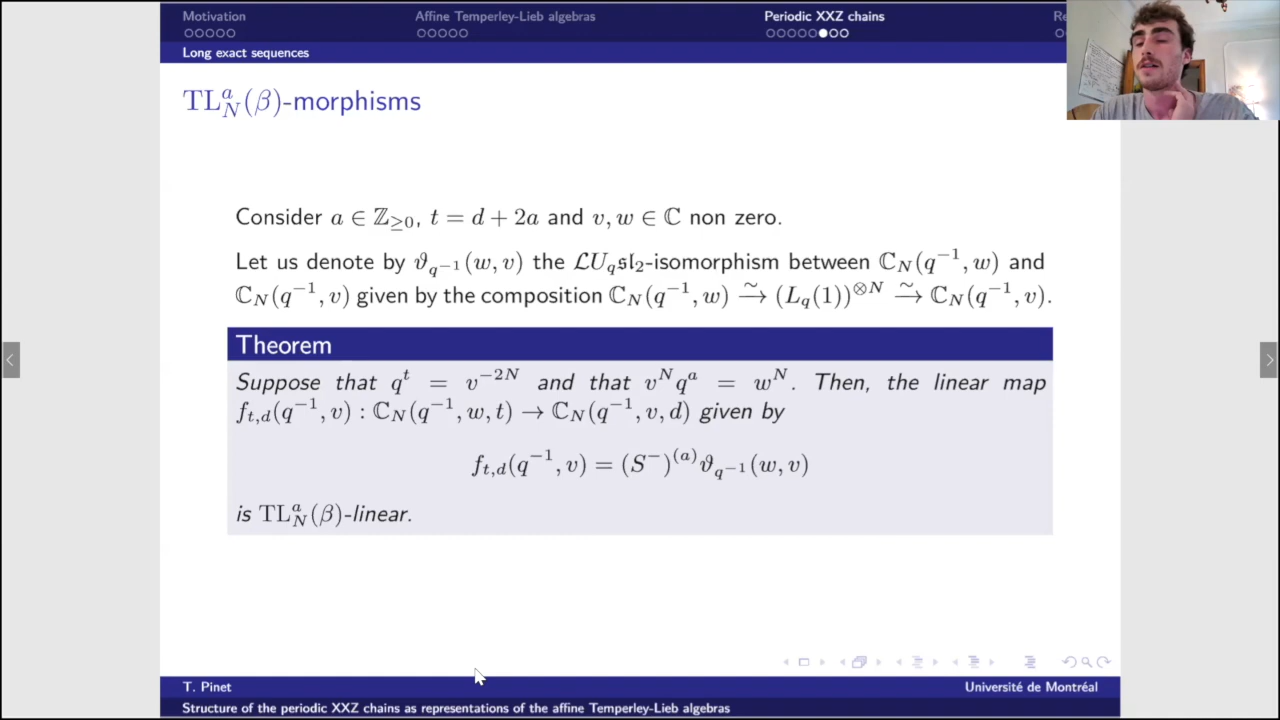 Motivation
Affine Temperley-Lieb algebras
Periodic XXZ chains
Re
Long exact sequences
TL^a_N(β)-morphisms
Consider a ∈ ℤ_{≥0}, t = d + 2a and v, w ∈ ℂ non zero.
Let us denote by ϑ_{q^{-1}}(w, v) the ℒU_q𝔰𝔩_2-isomorphism between ℂ_N(q^{-1}, w) and
ℂ_N(q^{-1}, v) given by the composition ℂ_N(q^{-1}, w) ⥲ (L_q(1))^{⊗N} ⥲ ℂ_N(q^{-1}, v).
Theorem
Suppose that q^t = v^{-2N} and that v^N q^a = w^N. Then, the linear map
f_{t,d}(q^{-1}, v) : ℂ_N(q^{-1}, w, t) → ℂ_N(q^{-1}, v, d) given by
f_{t,d}(q^{-1}, v) = (S^-)^{(a)} ϑ_{q^{-1}}(w, v)
is TL^a_N(β)-linear.
T. Pinet
Université de Montréal
Structure of the periodic XXZ chains as representations of the affine Temperley-Lieb algebras